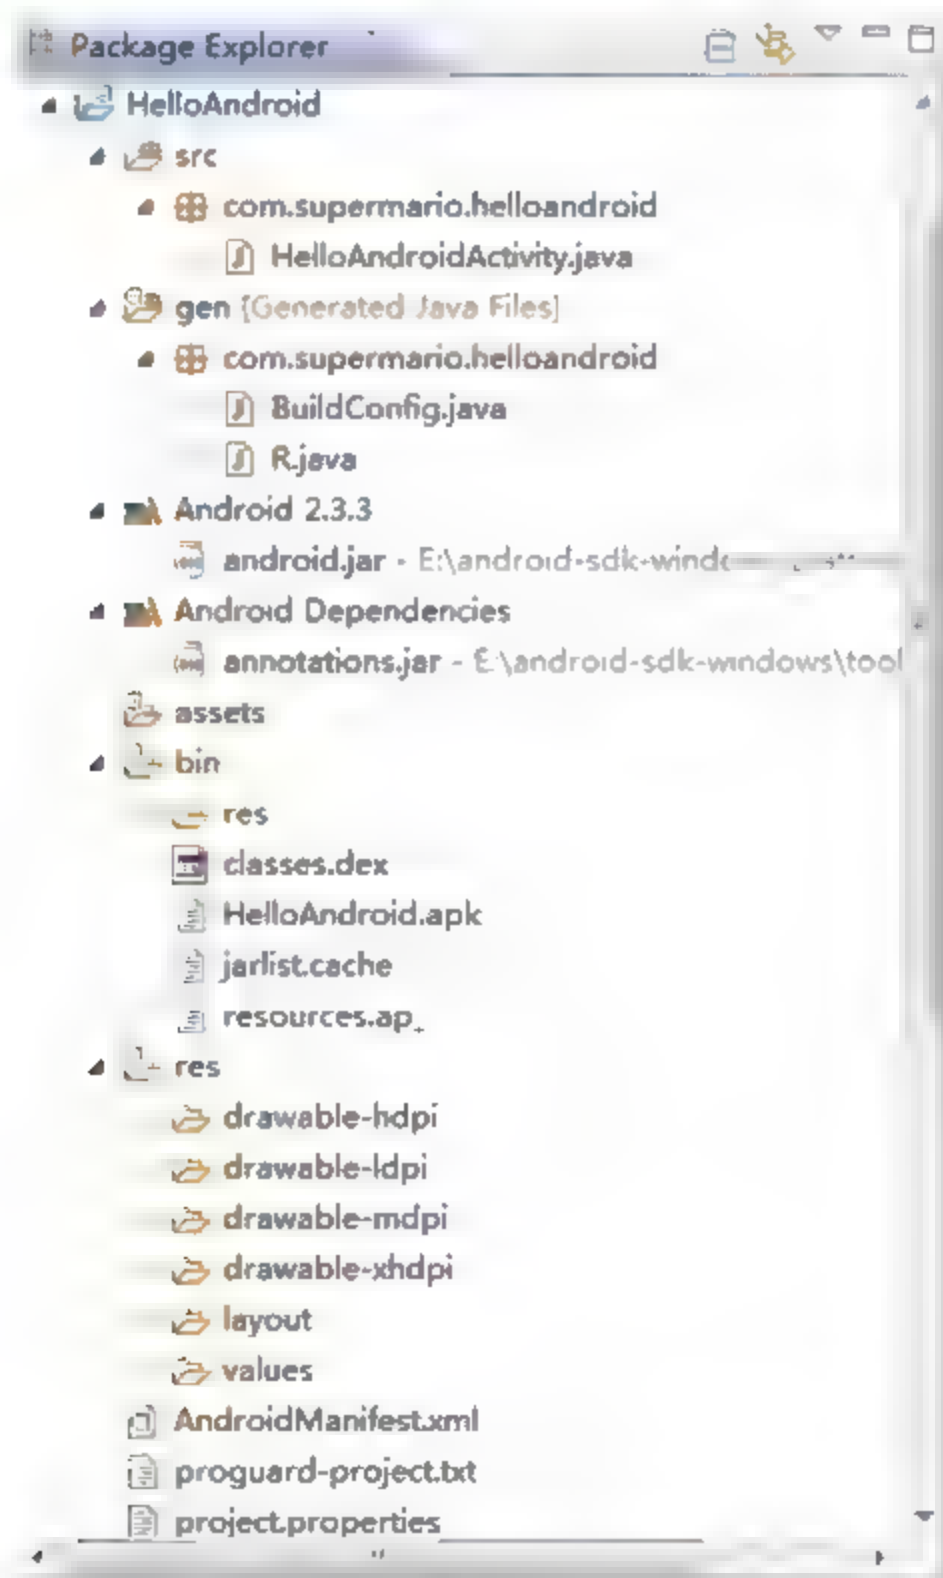 Package Explorer
HelloAndroid
src
com.supermario.helloandroid
HelloAndroidActivity.java
gen [Generated Java Files]
com.supermario.helloandroid
BuildConfig.java
R.java
Android 2.3.3
android.jar - E:\android-sdk-wind
Android Dependencies
annotations.jar - E:\android-sdk-windows\tool
assets
bin
res
classes.dex
HelloAndroid.apk
jarlist.cache
resources.ap_
res
drawable-hdpi
drawable-ldpi
drawable-mdpi
drawable-xhdpi
layout
values
AndroidManifest.xml
proguard-project.txt
project.properties